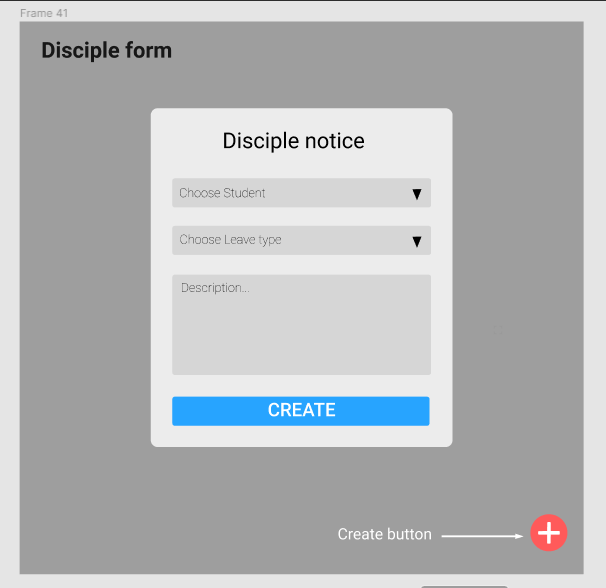 Frame 41
Disciple form
Disciple notice
Choose Student
Choose Leave type
Description...
CREATE
Create button